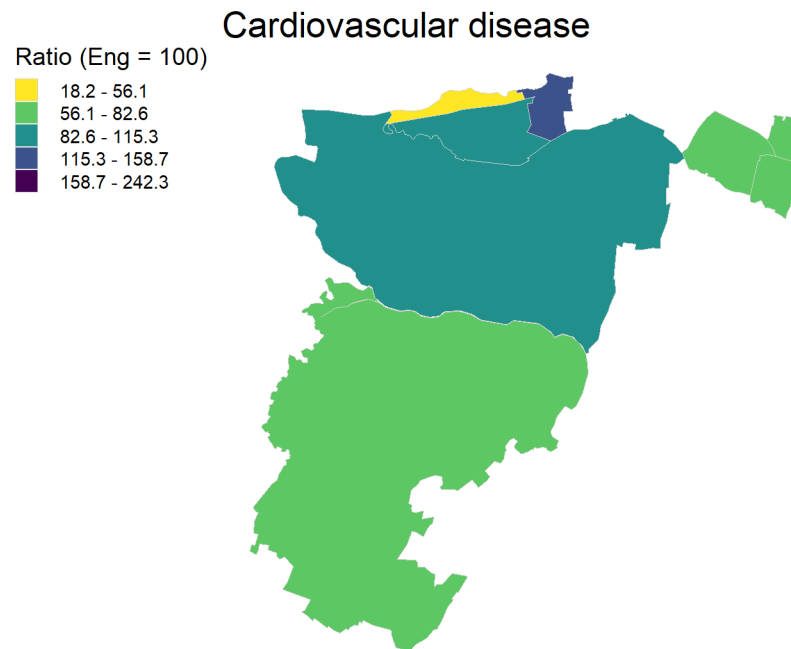 Cardiovascular disease
Ratio (Eng = 100)
18.2 - 56.1
56.1 - 82.6
82.6 - 115.3
115.3 - 158.7
158.7 - 242.3